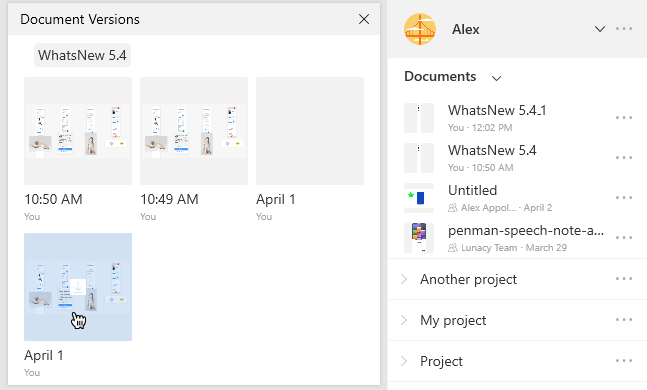 Document Versions
WhatsNew 5.4
10:50 AM
You
10:49 AM
You
April 1
You
April 1
You
Alex
Documents
WhatsNew 5.4_1
You - 12:02 PM
WhatsNew 5.4
You - 10:50 AM
Untitled
Alex Appol... - April 2
penman-speech-note-a...
Lunacy Team - March 29
Another project
My project
Project